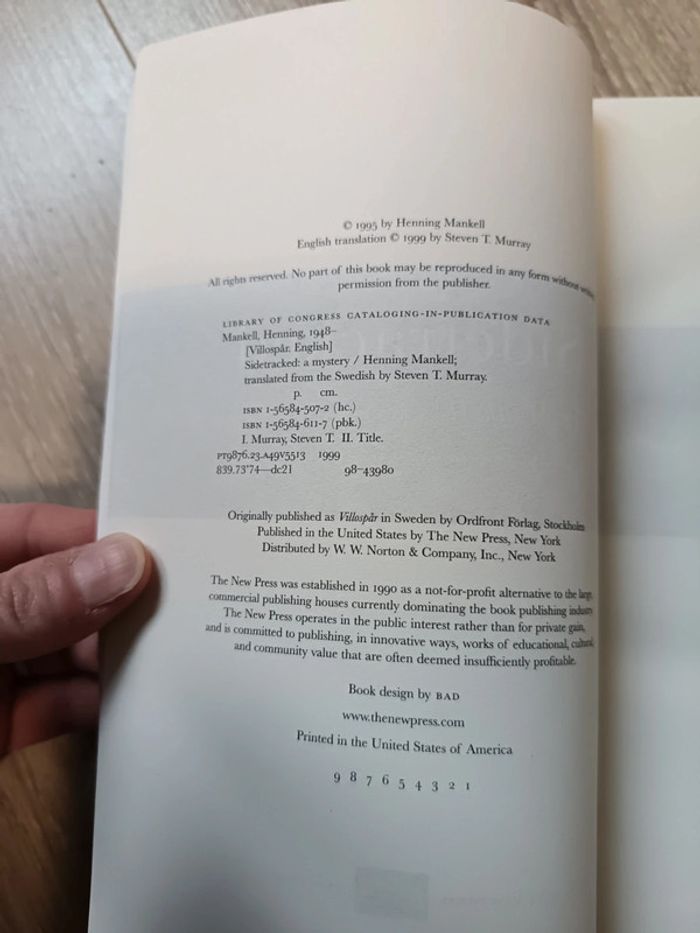 © 1995 by Henning Mankell
English translation © 1999 by Steven T. Murray
All rights reserved. No part of this book may be reproduced in any form without
permission from the publisher.
LIBRARY OF CONGRESS CATALOGING-IN-PUBLICATION DATA
Mankell, Henning, 1948–
[Villospår. English]
Sidetracked: a mystery / Henning Mankell;
translated from the Swedish by Steven T. Murray.
p. cm.
ISBN 1-56584-507-2 (hc.)
ISBN 1-56584-611-7 (pbk.)
I. Murray, Steven T. II. Title.
PT9876.23.A49V5513 1999
839.73'74—dc21 98-43980
Originally published as Villospår in Sweden by Ordfront Förlag, Stockholm
Published in the United States by The New Press, New York
Distributed by W. W. Norton & Company, Inc., New York
The New Press was established in 1990 as a not-for-profit alternative to the large,
commercial publishing houses currently dominating the book publishing industry.
The New Press operates in the public interest rather than for private gain,
and is committed to publishing, in innovative ways, works of educational, cultural,
and community value that are often deemed insufficiently profitable.
Book design by BAD
www.thenewpress.com
Printed in the United States of America
9 8 7 6 5 4 3 2 1